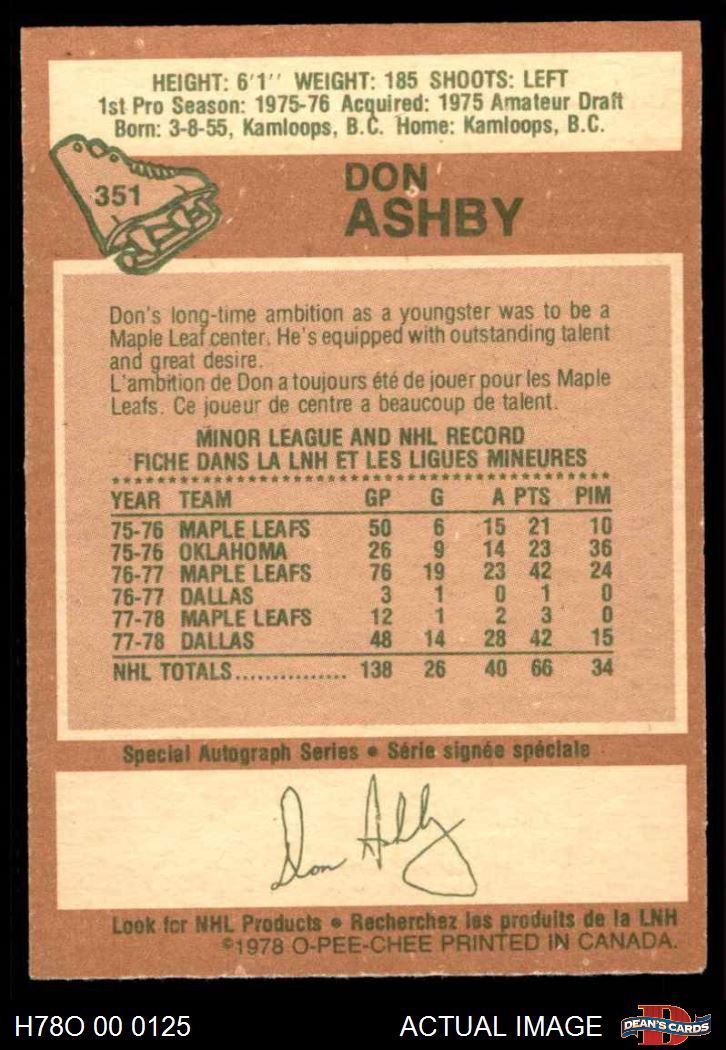 HEIGHT: 6'1'' WEIGHT: 185 SHOOTS: LEFT
1st Pro Season: 1975-76 Acquired: 1975 Amateur Draft
Born: 3-8-55, Kamloops, B.C. Home: Kamloops, B.C.
351
DON
ASHBY
Don's long-time ambition as a youngster was to be a
Maple Leaf center. He's equipped with outstanding talent
and great desire.
L'ambition de Don a toujours été de jouer pour les Maple
Leafs. Ce joueur de centre a beaucoup de talent.
MINOR LEAGUE AND NHL RECORD
FICHE DANS LA LNH ET LES LIGUES MINEURES
YEAR TEAM GP G A PTS PIM
75-76 MAPLE LEAFS 50 6 15 21 10
75-76 OKLAHOMA 26 9 14 23 36
76-77 MAPLE LEAFS 76 19 23 42 24
76-77 DALLAS 3 1 0 1 0
77-78 MAPLE LEAFS 12 1 2 3 0
77-78 DALLAS 48 14 28 42 15
NHL TOTALS............... 138 26 40 66 34
Special Autograph Series • Série signée spéciale
Don Ashby
Look for NHL Products • Recherchez les produits de la LNH
©1978 O-PEE-CHEE PRINTED IN CANADA.
H78O 00 0125 ACTUAL IMAGE D DEAN'S CARDS